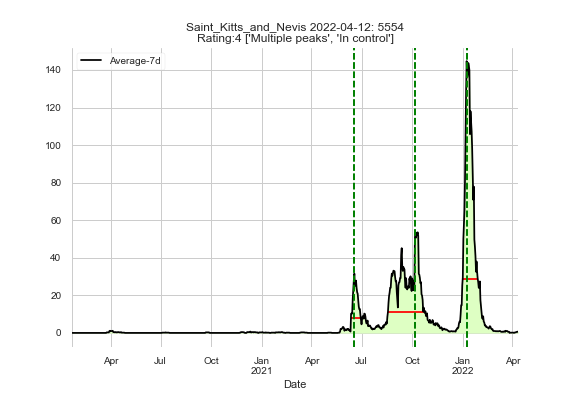 Saint_Kitts_and_Nevis 2022-04-12: 5554
Rating:4 ['Multiple peaks', 'In control']
Average-7d
140
120
100
80
60
40
20
0
Apr Jul Oct Jan Apr Jul Oct Jan Apr
2021 2022
Date